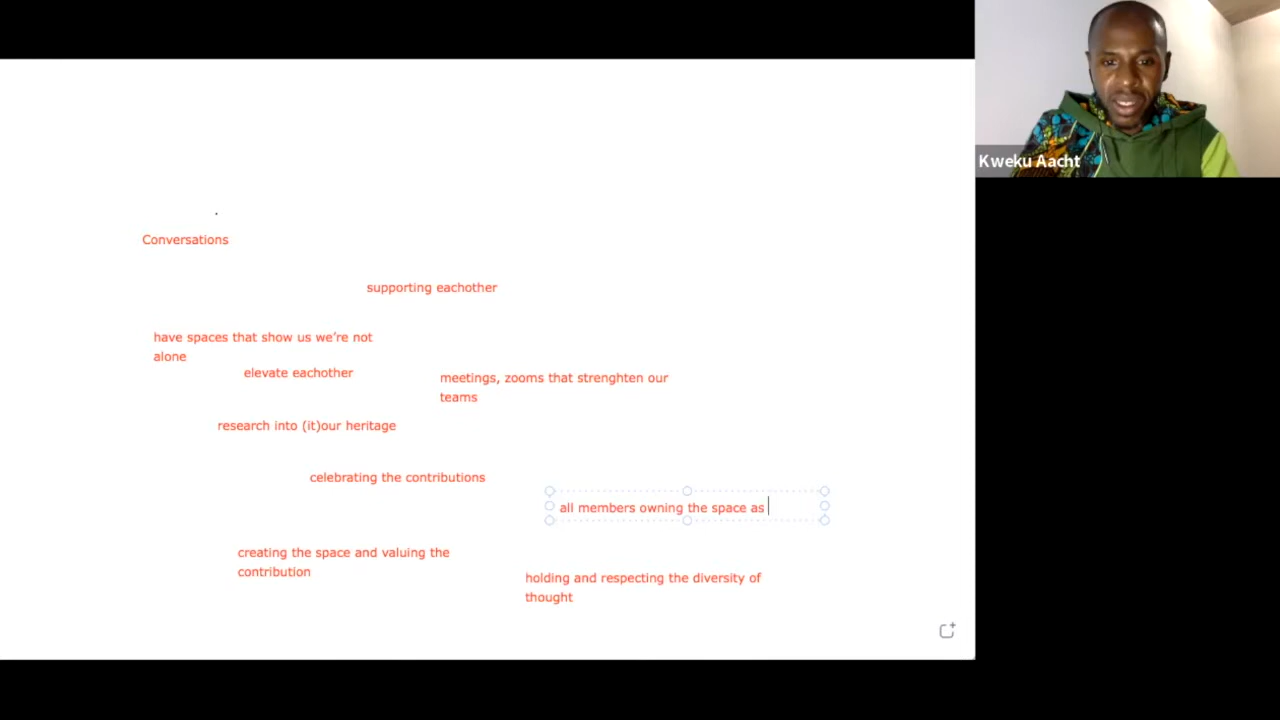 Kweku Aacht
Conversations
supporting eachother
have spaces that show us we're not
alone
elevate eachother
meetings, zooms that strenghten our
teams
research into (it)our heritage
celebrating the contributions
all members owning the space as
creating the space and valuing the
contribution
holding and respecting the diversity of
thought